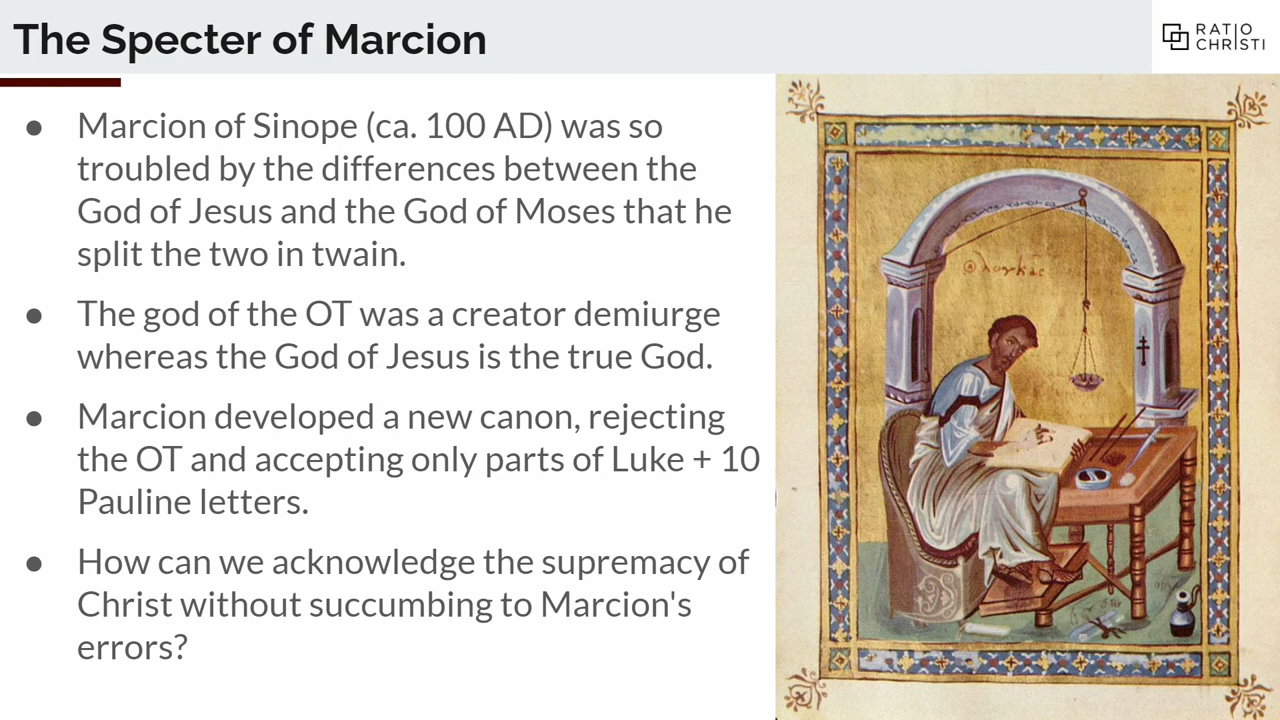 The Specter of Marcion
RATIO
CHRISTI
● Marcion of Sinope (ca. 100 AD) was so
troubled by the differences between the
God of Jesus and the God of Moses that he
split the two in twain.
● The god of the OT was a creator demiurge
whereas the God of Jesus is the true God.
● Marcion developed a new canon, rejecting
the OT and accepting only parts of Luke + 10
Pauline letters.
● How can we acknowledge the supremacy of
Christ without succumbing to Marcion's
errors?